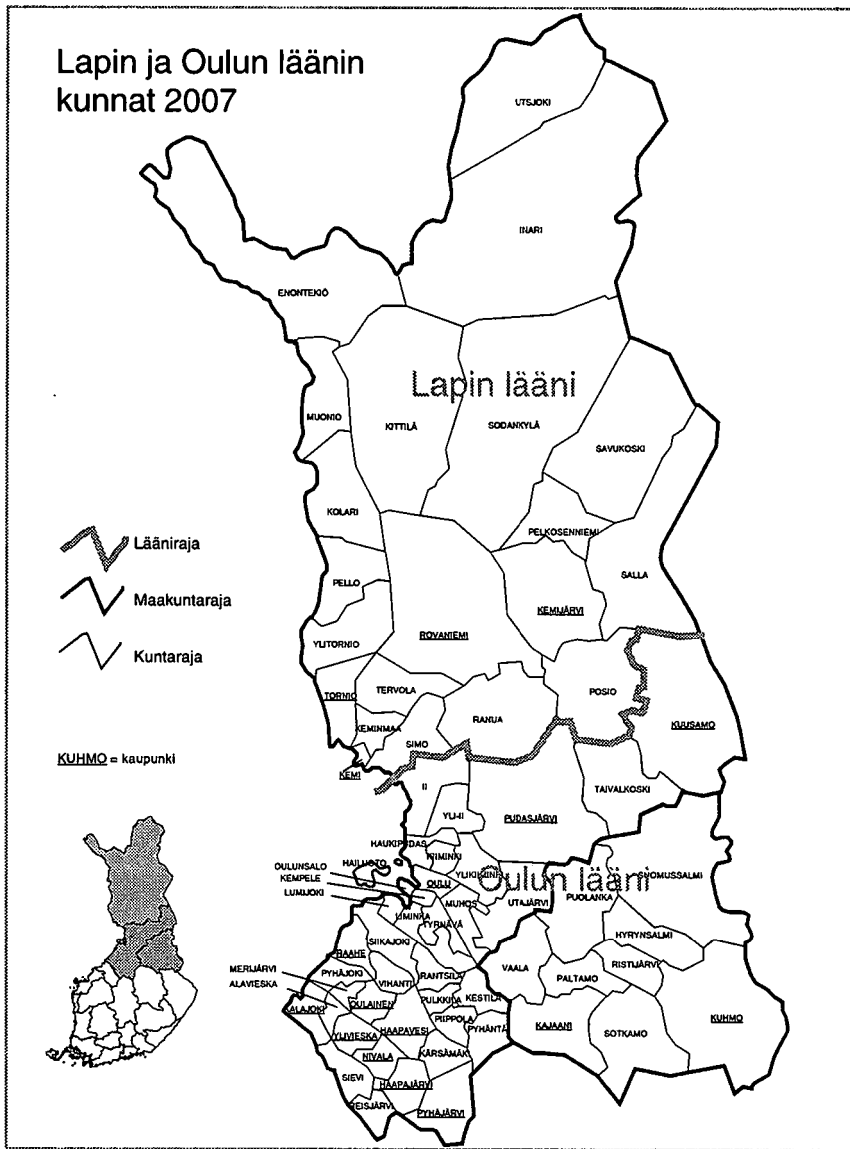 Lapin ja Oulun läänin
kunnat 2007
UTSJOKI
INARI
ENONTEKIÖ
Lapin lääni
MUONIO
KITTILÄ
SODANKYLÄ
SAVUKOSKI
KOLARI
PELKOSENNIEMI
Lääniraja
SALLA
PELLO
KEMIJÄRVI
Maakuntaraja
ROVANIEMI
YLITORNIO
Kuntaraja
TORNIO
TERVOLA
POSIO
RANUA
KUUSAMO
KEMINMAA
SIMO
KUHMO = kaupunki
KEMI
II
TAIVALKOSKI
YLI-II
PUDASJÄRVI
HAUKIPUDAS
KIIMINKI
HAILUOTO
OULUNSALO
YLIKIIMINKI
SUOMUSSALMI
KEMPELE
OULU
Oulun lääni
LUMIJOKI
MUHOS
UTAJÄRVI
PUOLANKA
LIMINKA
TYRNÄVÄ
SIIKAJOKI
HYRYNSALMI
RAAHE
MERIJÄRVI
PYHÄJOKI
VIHANTI
RANTSILA
VAALA
PALTAMO
RISTIJÄRVI
ALAVIESKA
KALAJOKI
OULAINEN
PULKKILA
KESTILÄ
PIIPPOLA
KUHMO
YLIVIESKA
HAAPAVESI
PYHÄNTÄ
KAJAANI
SOTKAMO
NIVALA
KÄRSÄMÄKI
SIEVI
HAAPAJÄRVI
REISJÄRVI
PYHÄJÄRVI